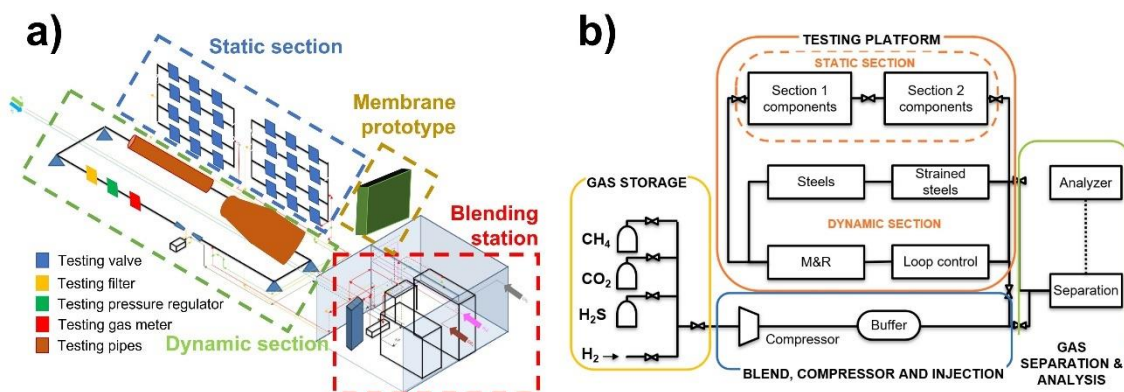 a)
Static section
Membrane
prototype
Blending
station
Testing valve
Testing filter
Testing pressure regulator
Testing gas meter
Testing pipes
Dynamic section
b)
TESTING PLATFORM
STATIC SECTION
Section 1
components
Section 2
components
GAS STORAGE
Steels
Strained
steels
Analyzer
DYNAMIC SECTION
CH₄
CO₂
H₂S
H₂
M&R
Loop control
Separation
Compressor
Buffer
BLEND, COMPRESSOR AND INJECTION
GAS
SEPARATION &
ANALYSIS